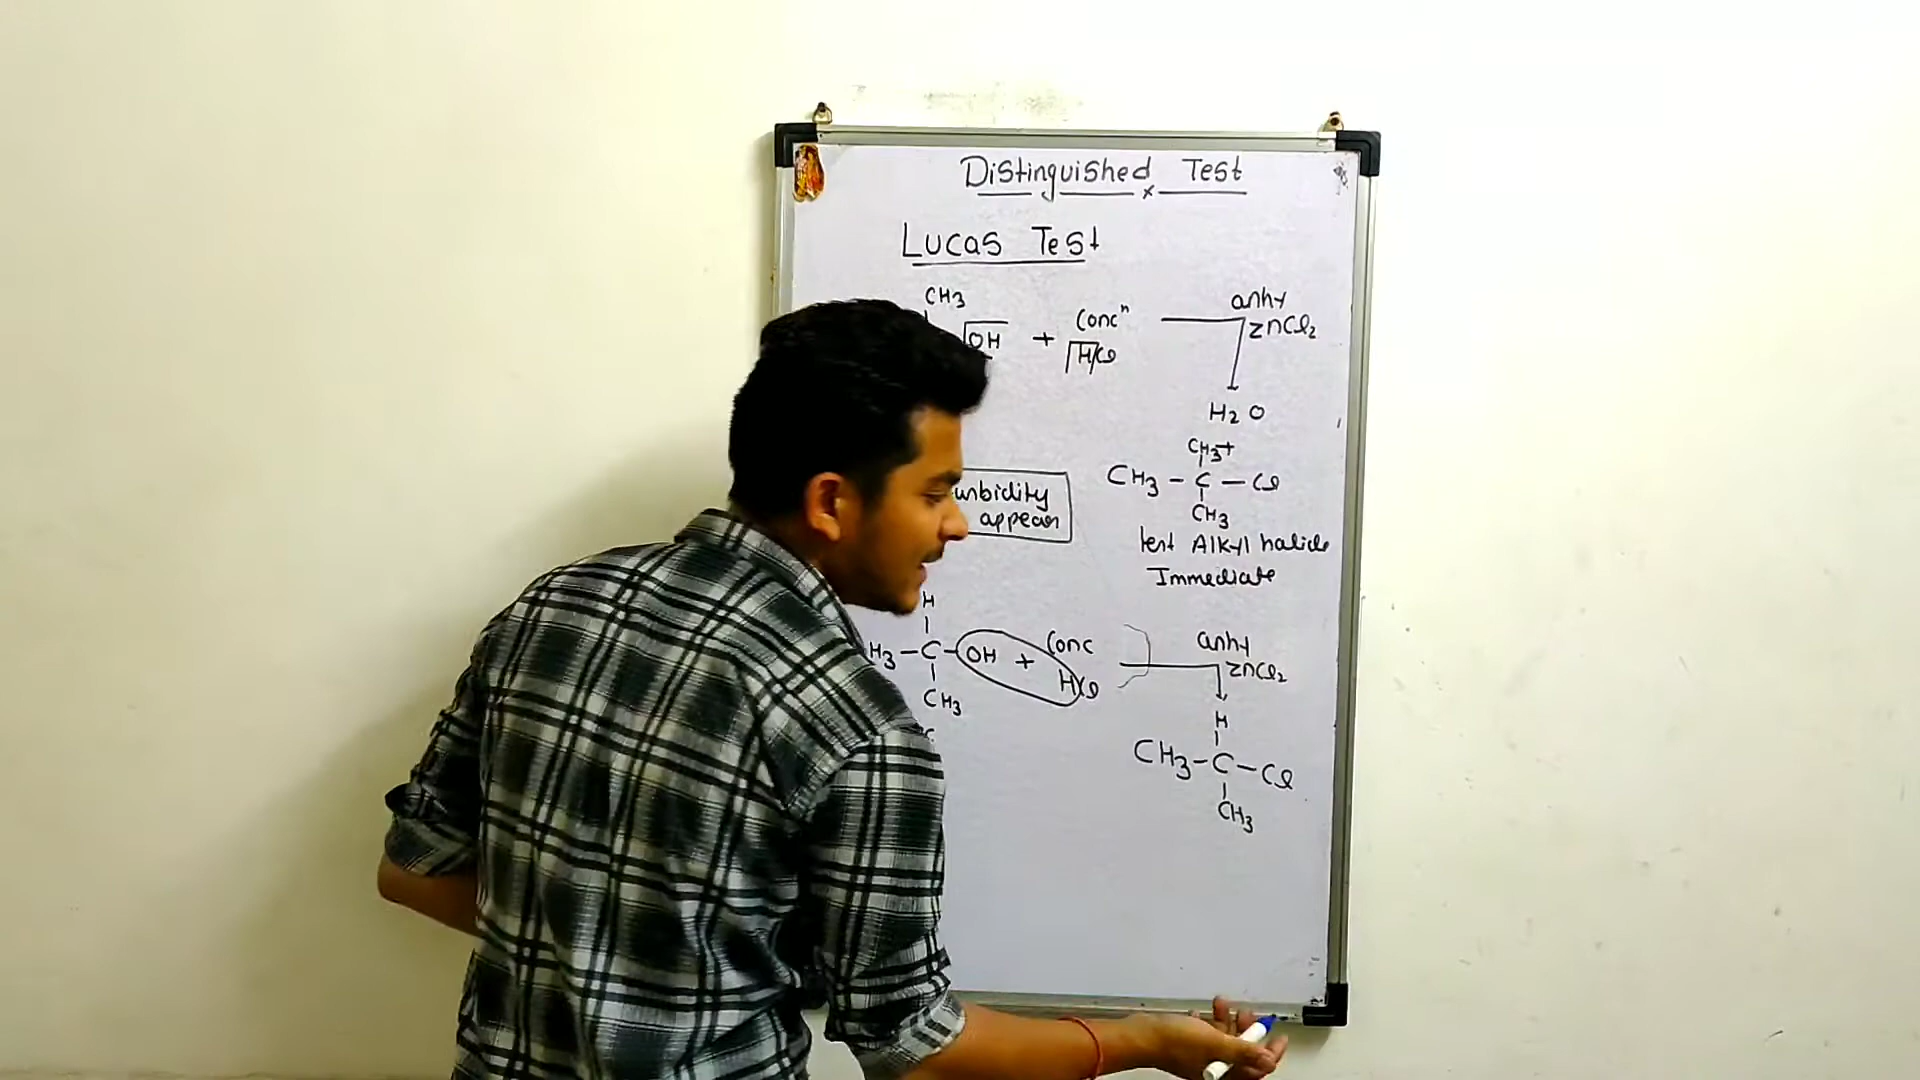 Distinguished Test
Lucas Test
CH3
OH + Concⁿ HCl
anhy
ZnCl2
H2O
+
CH3
CH3 - C - Cl
CH3
appear
tert Alkyl halide
Immediate
H
H3 - C - OH + Conc HCl
CH3
anhy
ZnCl2
H
CH3 - C - Cl
CH3